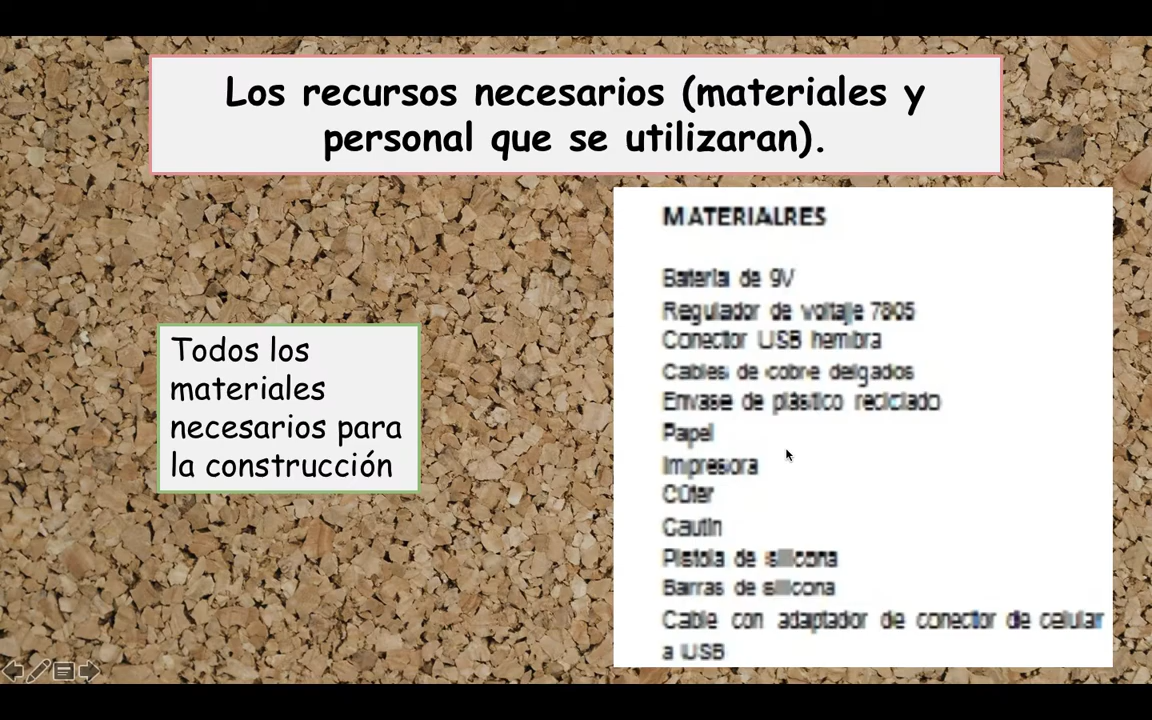 Los recursos necesarios (materiales y
personal que se utilizaran).
Todos los
materiales
necesarios para
la construcción
MATERIALRES
Batería de 9V
Regulador de voltaje 7805
Conector USB hembra
Cables de cobre delgados
Envase de plástico reciclado
Papel
Impresora
Cúter
Cautín
Pistola de silicona
Barras de silicona
Cable con adaptador de conector de celular
a USB